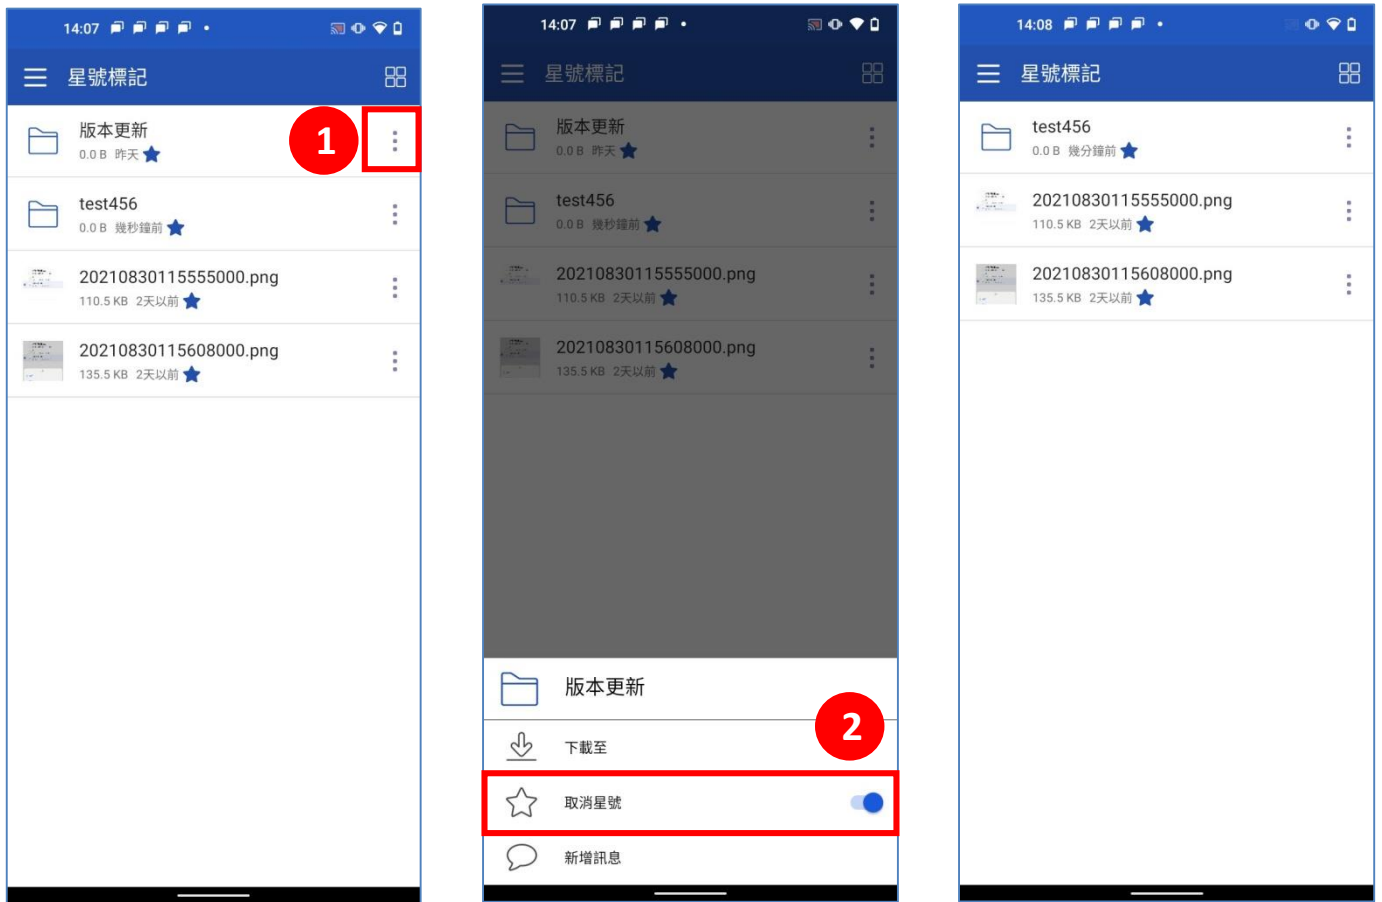 14:07
星號標記
版本更新
0.0 B 昨天
1
test456
0.0 B 幾秒鐘前
20210830115555000.png
110.5 KB 2天以前
20210830115608000.png
135.5 KB 2天以前
14:07
星號標記
版本更新
0.0 B 昨天
test456
0.0 B 幾秒鐘前
20210830115555000.png
110.5 KB 2天以前
20210830115608000.png
135.5 KB 2天以前
版本更新
2
下載至
取消星號
新增訊息
14:08
星號標記
test456
0.0 B 幾分鐘前
20210830115555000.png
110.5 KB 2天以前
20210830115608000.png
135.5 KB 2天以前